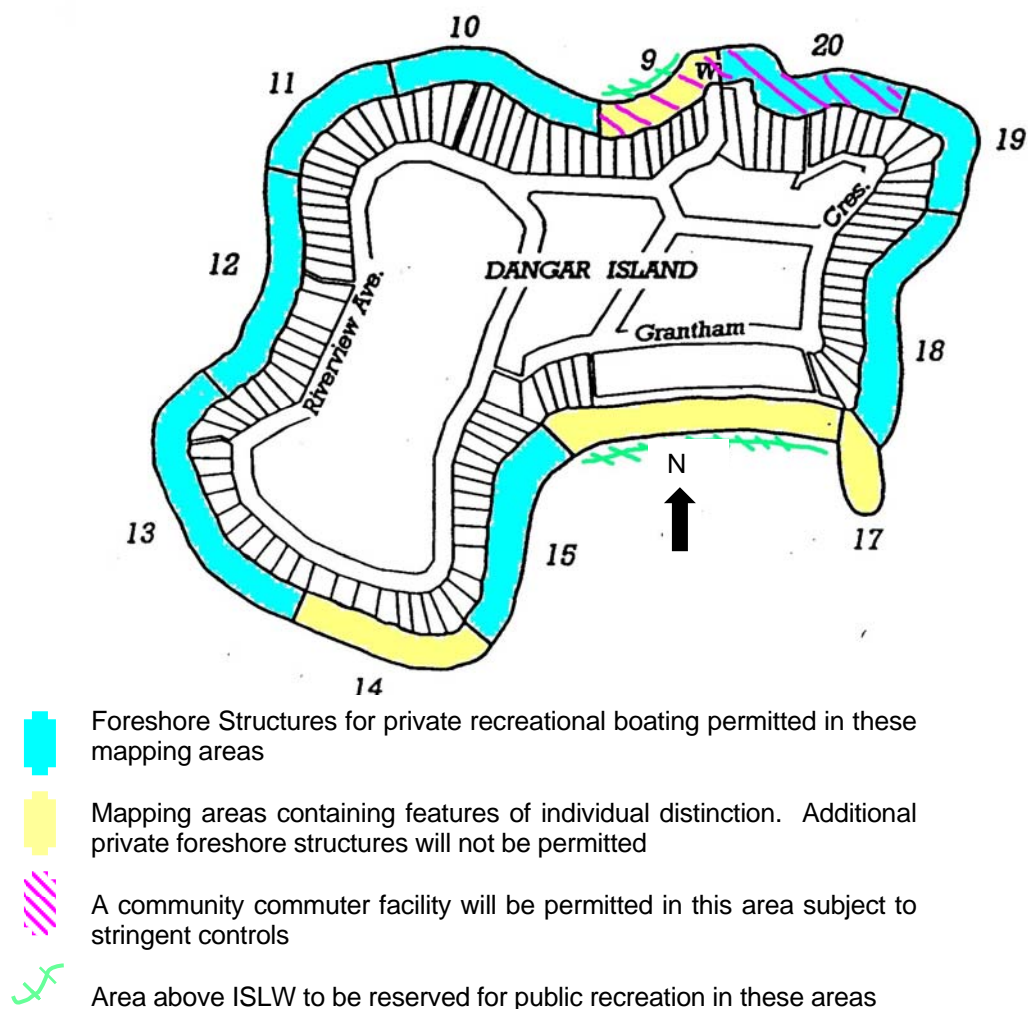 10
9
20
11
W
19
Cres.
12
DANGAR ISLAND
Riverview Ave.
Grantham
18
N
13
15
17
14
Foreshore Structures for private recreational boating permitted in these
mapping areas
Mapping areas containing features of individual distinction. Additional
private foreshore structures will not be permitted
A community commuter facility will be permitted in this area subject to
stringent controls
Area above ISLW to be reserved for public recreation in these areas